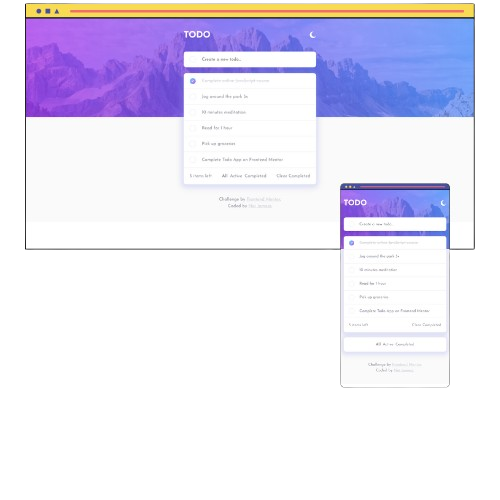 TODO
Create a new todo...
Complete online JavaScript course
Jog around the park 3x
10 minutes meditation
Read for 1 hour
Pick up groceries
Complete Todo App on Frontend Mentor
5 items left
All Active Completed
Clear Completed
Challenge by Frontend Mentor.
Coded by
TODO
Create a new todo...
Complete online JavaScript course
Jog around the park 3x
10 minutes meditation
Read for 1 hour
Pick up groceries
Complete Todo App on Frontend Mentor
5 items left
Clear Completed
All Active Completed
Challenge by Frontend Mentor.
Coded by